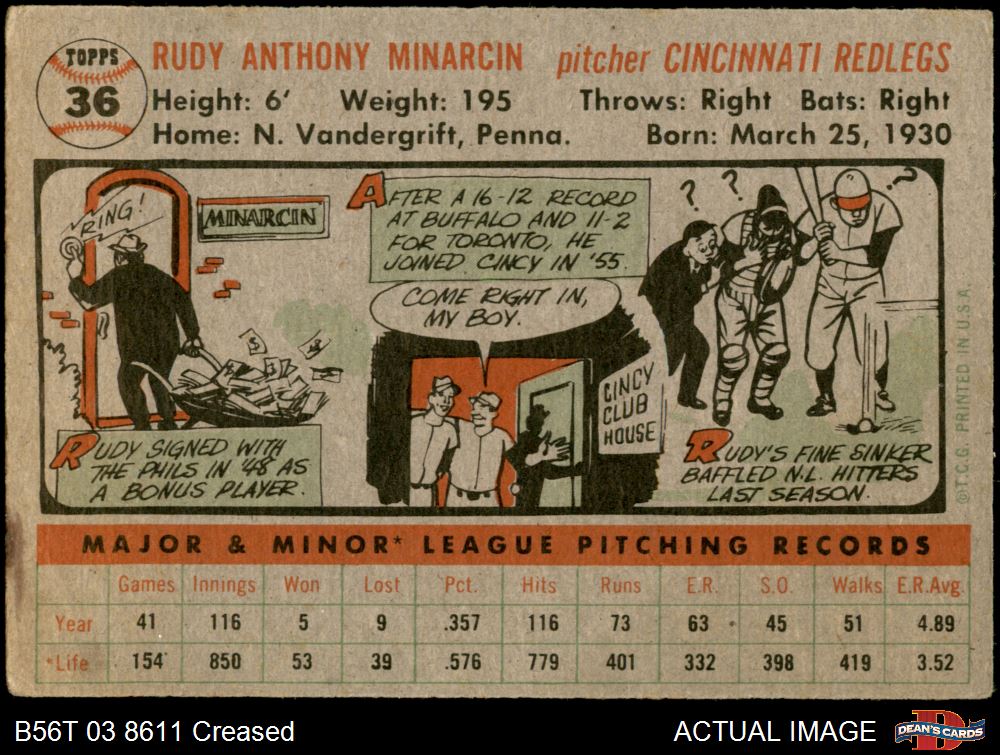 TOPPS
36
RUDY ANTHONY MINARCIN pitcher CINCINNATI REDLEGS
Height: 6' Weight: 195 Throws: Right Bats: Right
Home: N. Vandergrift, Penna. Born: March 25, 1930
RING!
MINARCIN
$
$
RUDY SIGNED WITH
THE PHILS IN '48 AS
A BONUS PLAYER.
AFTER A 16-12 RECORD
AT BUFFALO AND 11-2
FOR TORONTO, HE
JOINED CINCY IN '55.
COME RIGHT IN,
MY BOY.
CINCY
CLUB
HOUSE
? ? ?
RUDY'S FINE SINKER
BAFFLED N.L. HITTERS
LAST SEASON.
©T.C.G. PRINTED IN U.S.A.
MAJOR & MINOR* LEAGUE PITCHING RECORDS
Games Innings Won Lost Pct. Hits Runs E.R. S.O. Walks E.R.Avg.
Year 41 116 5 9 .357 116 73 63 45 51 4.89
*Life 154 850 53 39 .576 779 401 332 398 419 3.52
B56T 03 8611 Creased ACTUAL IMAGE
D
DEAN'S CARDS